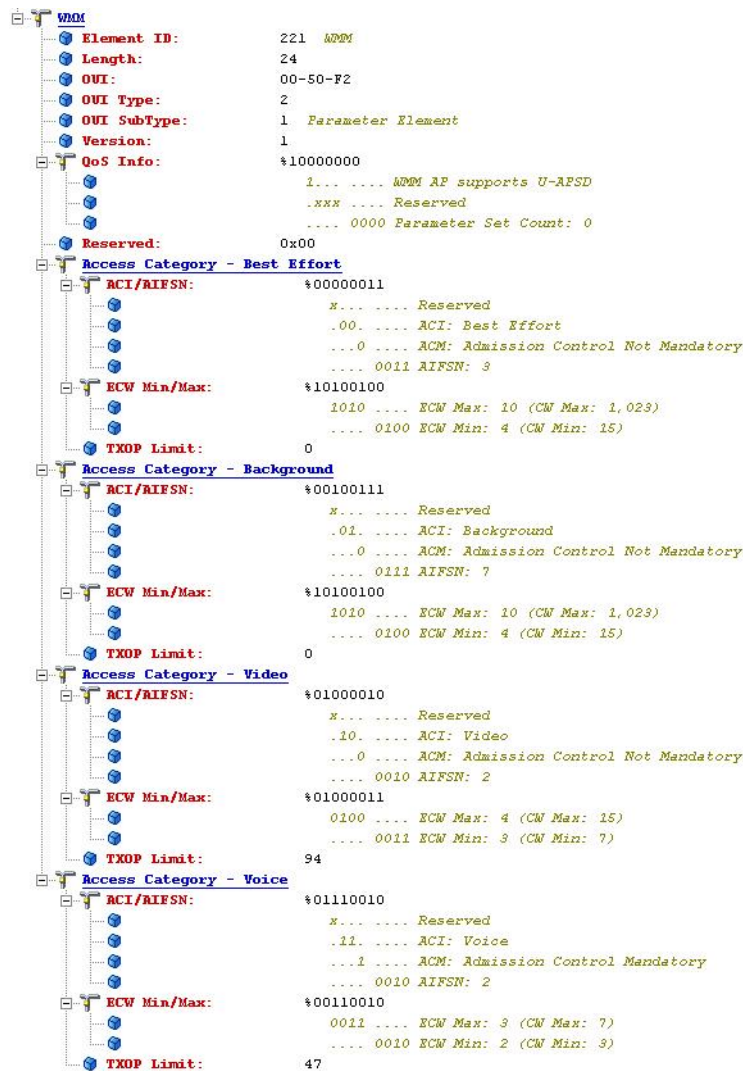 WMM
Element ID: 221 WMM
Length: 24
OUI: 00-50-F2
OUI Type: 2
OUI SubType: 1 Parameter Element
Version: 1
QoS Info: %10000000
1... .... WMM AP supports U-APSD
.xxx .... Reserved
.... 0000 Parameter Set Count: 0
Reserved: 0x00
Access Category - Best Effort
ACI/AIFSN: %00000011
x... .... Reserved
.00. .... ACI: Best Effort
...0 .... ACM: Admission Control Not Mandatory
.... 0011 AIFSN: 3
ECW Min/Max: %10100100
1010 .... ECW Max: 10 (CW Max: 1,023)
.... 0100 ECW Min: 4 (CW Min: 15)
TXOP Limit: 0
Access Category - Background
ACI/AIFSN: %00100111
x... .... Reserved
.01. .... ACI: Background
...0 .... ACM: Admission Control Not Mandatory
.... 0111 AIFSN: 7
ECW Min/Max: %10100100
1010 .... ECW Max: 10 (CW Max: 1,023)
.... 0100 ECW Min: 4 (CW Min: 15)
TXOP Limit: 0
Access Category - Video
ACI/AIFSN: %01000010
x... .... Reserved
.10. .... ACI: Video
...0 .... ACM: Admission Control Not Mandatory
.... 0010 AIFSN: 2
ECW Min/Max: %01000011
0100 .... ECW Max: 4 (CW Max: 15)
.... 0011 ECW Min: 3 (CW Min: 7)
TXOP Limit: 94
Access Category - Voice
ACI/AIFSN: %01110010
x... .... Reserved
.11. .... ACI: Voice
...1 .... ACM: Admission Control Mandatory
.... 0010 AIFSN: 2
ECW Min/Max: %00110010
0011 .... ECW Max: 3 (CW Max: 7)
.... 0010 ECW Min: 2 (CW Min: 3)
TXOP Limit: 47